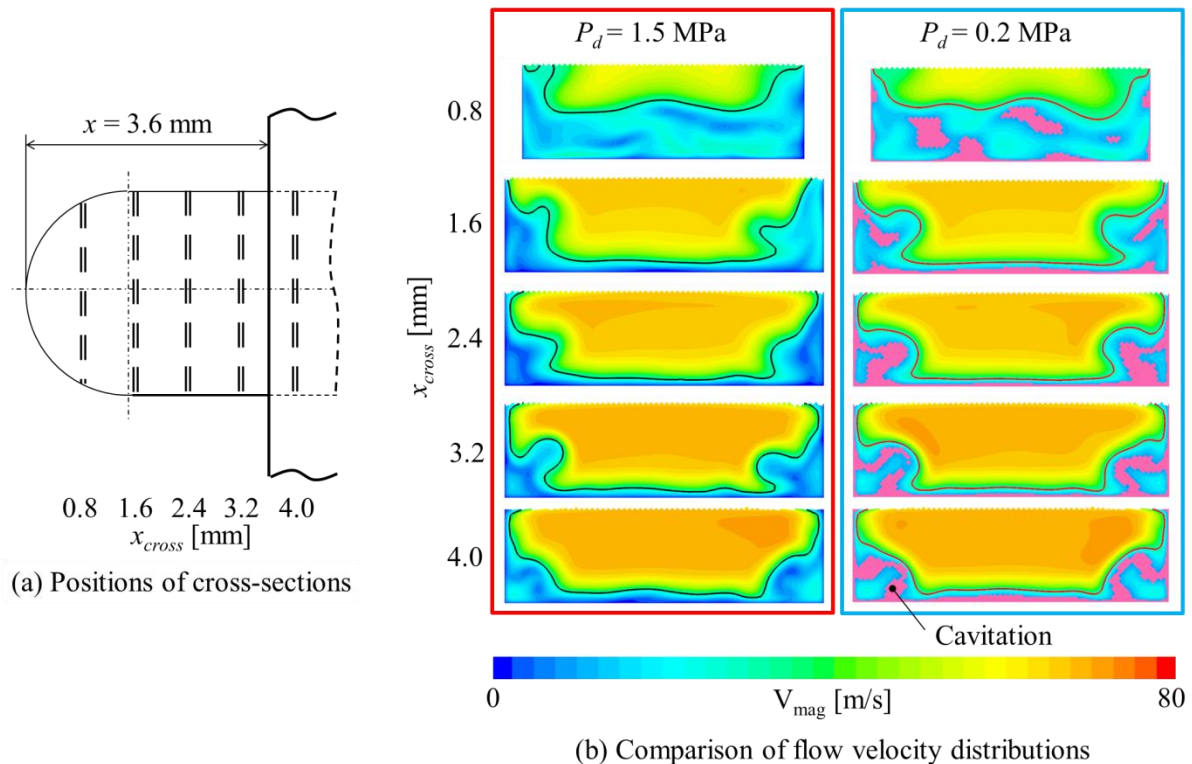 x = 3.6 mm
0.8 1.6 2.4 3.2 4.0
x_cross [mm]
(a) Positions of cross-sections
P_d = 1.5 MPa
P_d = 0.2 MPa
x_cross [mm]
0.8
1.6
2.4
3.2
4.0
Cavitation
0 V_mag [m/s] 80
(b) Comparison of flow velocity distributions